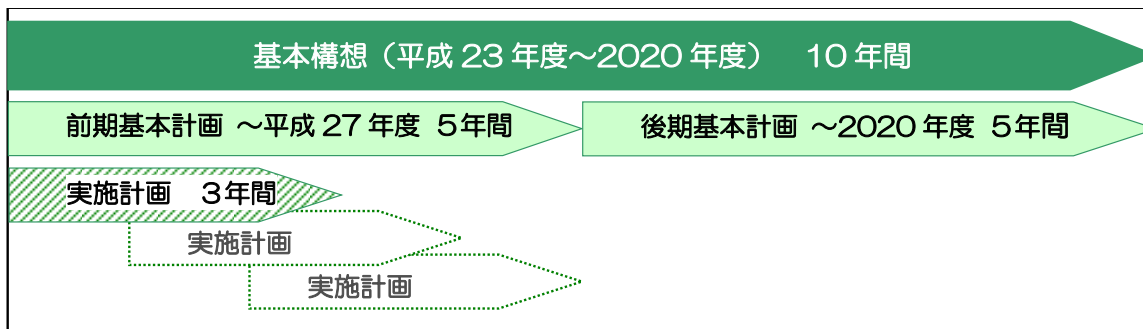 基本構想（平成 23 年度～2020 年度）　10 年間
前期基本計画 ～平成 27 年度 5年間
後期基本計画 ～2020 年度 5年間
実施計画　3年間
実施計画
実施計画